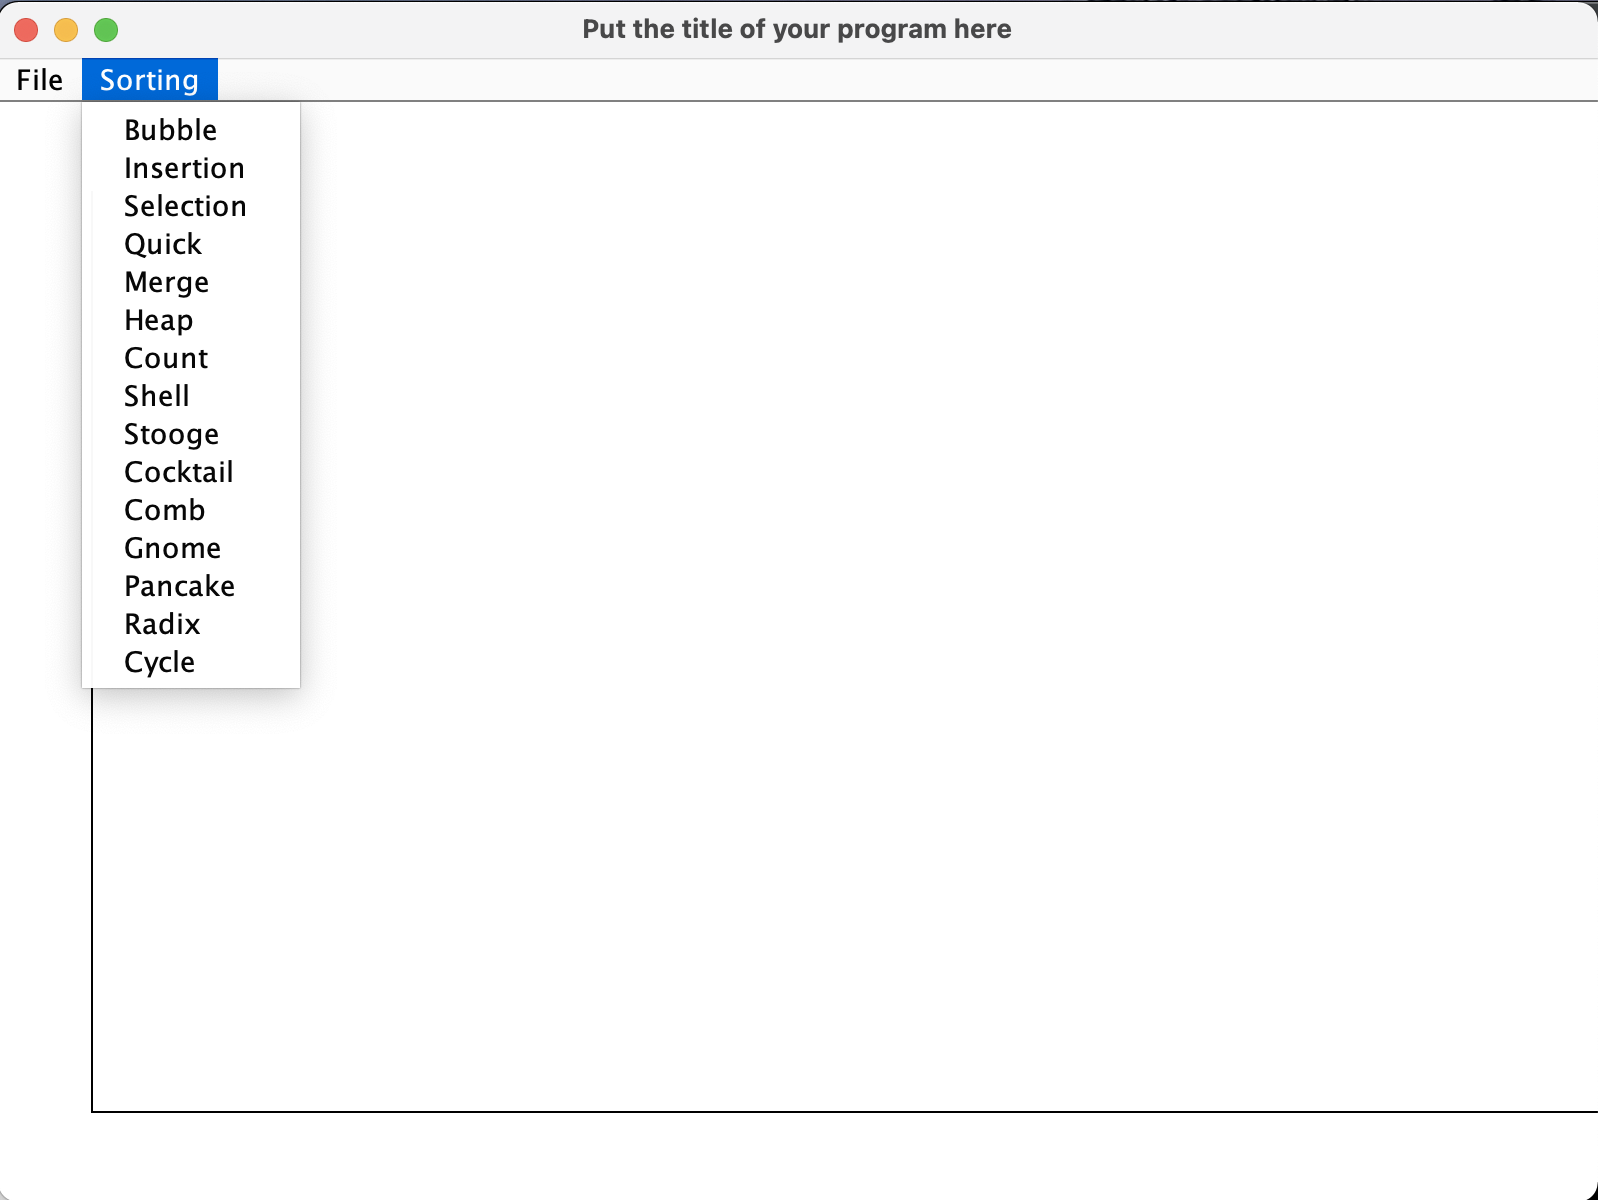 Put the title of your program here
File Sorting
Bubble
Insertion
Selection
Quick
Merge
Heap
Count
Shell
Stooge
Cocktail
Comb
Gnome
Pancake
Radix
Cycle